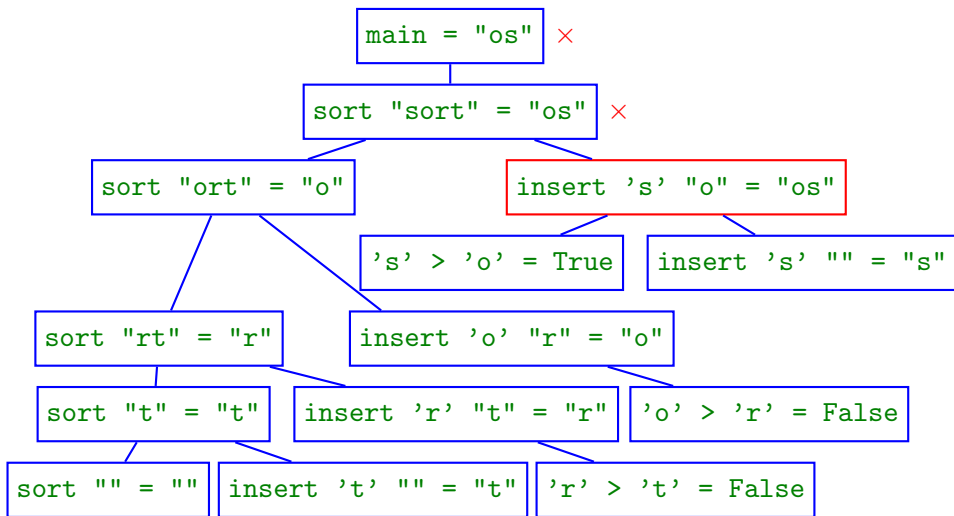 main = "os" ×
sort "sort" = "os" ×
sort "ort" = "o" insert 's' "o" = "os"
's' > 'o' = True insert 's' "" = "s"
sort "rt" = "r" insert 'o' "r" = "o"
sort "t" = "t" insert 'r' "t" = "r" 'o' > 'r' = False
sort "" = "" insert 't' "" = "t" 'r' > 't' = False